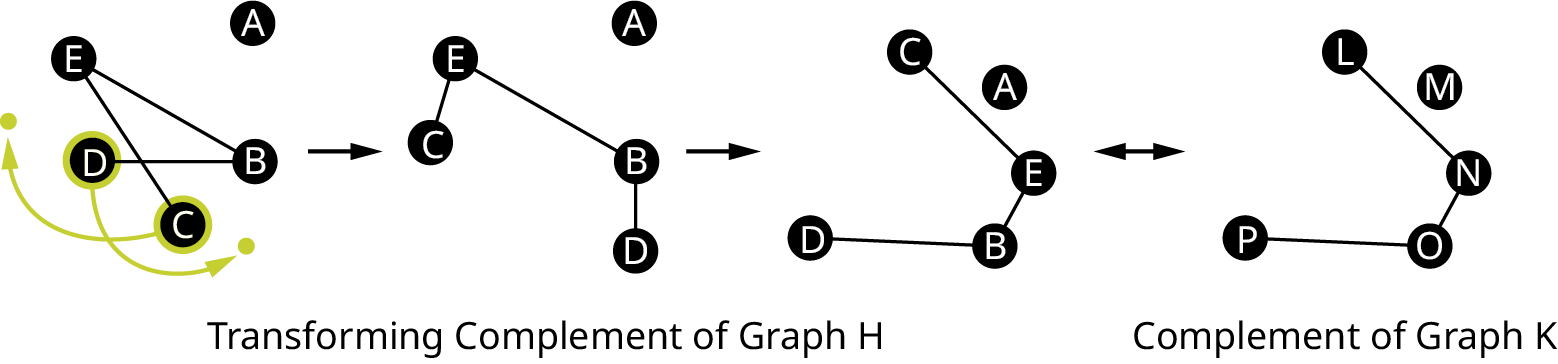 A
E
D
B
C
A
E
C
B
D
C
A
E
D
B
L
M
N
P
O
Transforming Complement of Graph H
Complement of Graph K